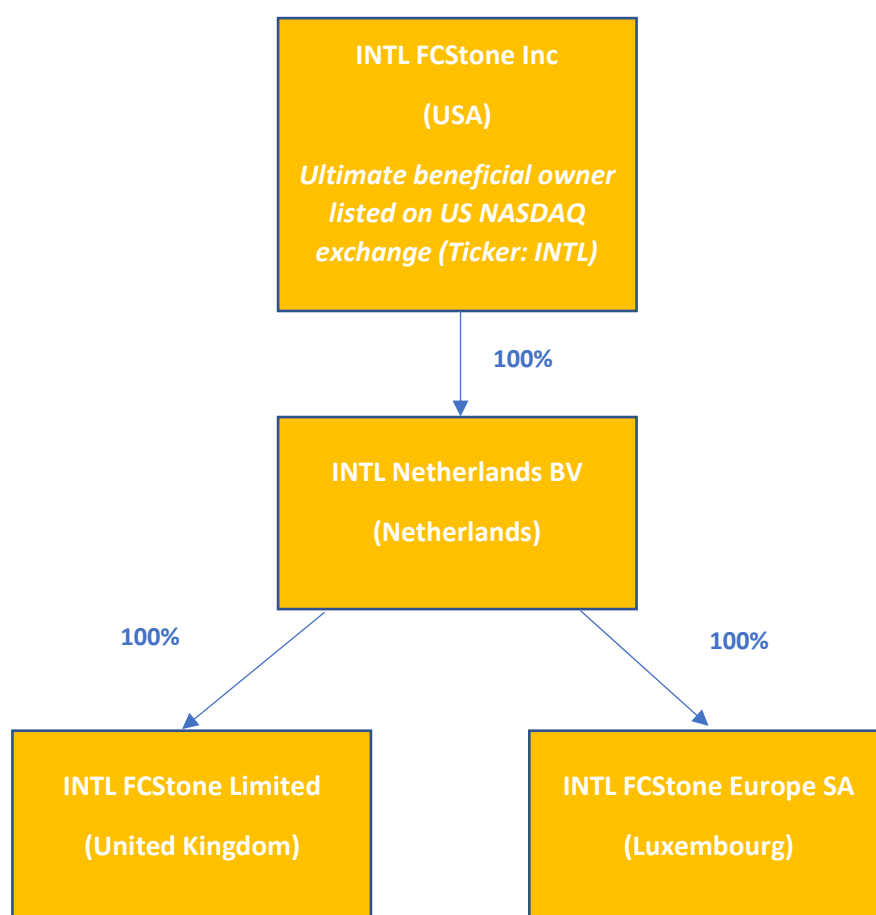 INTL FCStone Inc
(USA)
Ultimate beneficial owner
listed on US NASDAQ
exchange (Ticker: INTL)
100%
INTL Netherlands BV
(Netherlands)
100%
100%
INTL FCStone Limited
(United Kingdom)
INTL FCStone Europe SA
(Luxembourg)